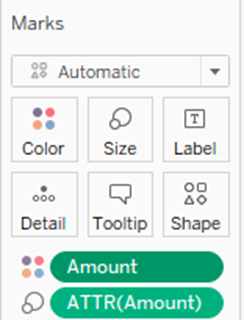 Marks
Automatic
Color Size Label
Detail Tooltip Shape
Amount
ATTR(Amount)